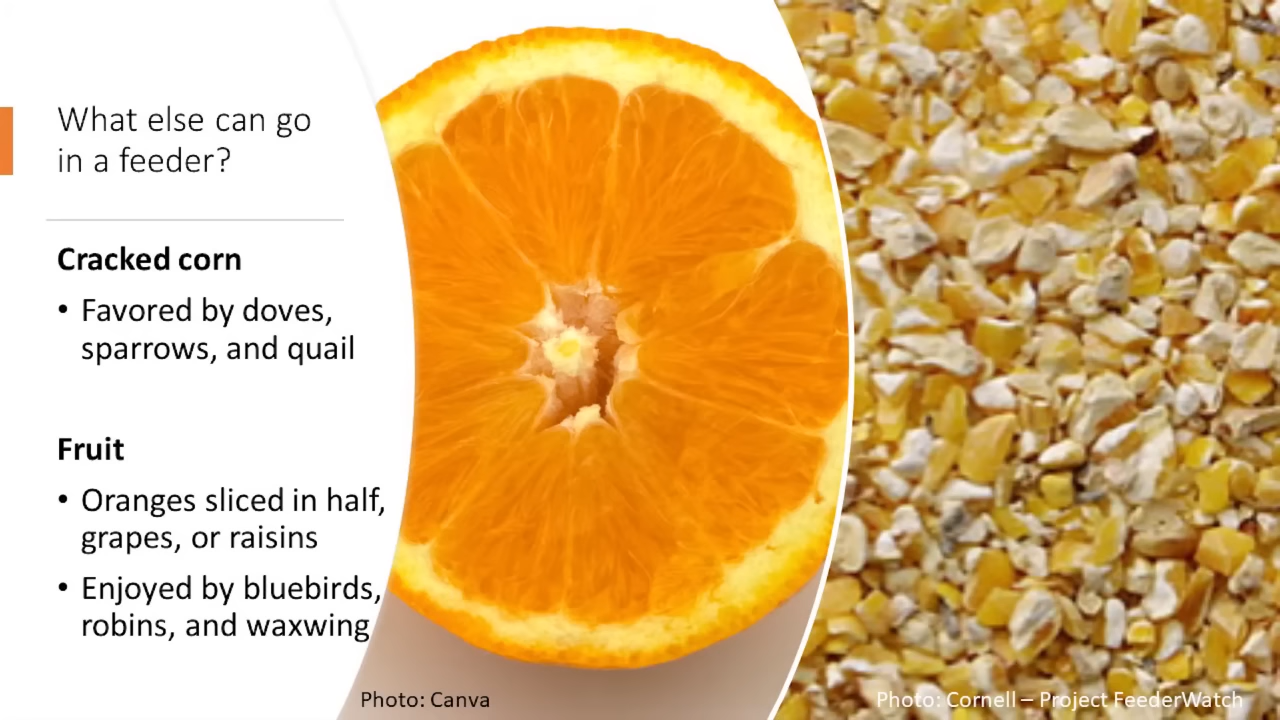 What else can go
in a feeder?
Cracked corn
• Favored by doves,
sparrows, and quail
Fruit
• Oranges sliced in half,
grapes, or raisins
• Enjoyed by bluebirds,
robins, and waxwing
Photo: Canva
Photo: Cornell – Project FeederWatch